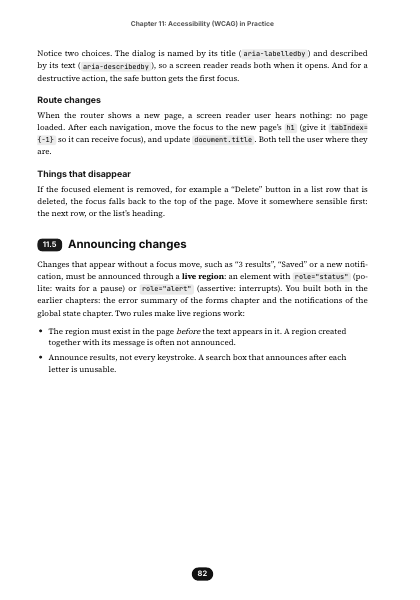 Chapter 11: Accessibility (WCAG) in Practice
Notice two choices. The dialog is named by its title (aria-labelledby) and described
by its text (aria-describedby), so a screen reader reads both when it opens. And for a
destructive action, the safe button gets the first focus.
Route changes
When the router shows a new page, a screen reader user hears nothing: no page
loaded. After each navigation, move the focus to the new page's h1 (give it tabIndex=
{-1} so it can receive focus), and update document.title. Both tell the user where they
are.
Things that disappear
If the focused element is removed, for example a “Delete” button in a list row that is
deleted, the focus falls back to the top of the page. Move it somewhere sensible first:
the next row, or the list's heading.
11.5 Announcing changes
Changes that appear without a focus move, such as “3 results”, “Saved” or a new notifi-
cation, must be announced through a live region: an element with role="status" (po-
lite: waits for a pause) or role="alert" (assertive: interrupts). You built both in the
earlier chapters: the error summary of the forms chapter and the notifications of the
global state chapter. Two rules make live regions work:
• The region must exist in the page before the text appears in it. A region created
together with its message is often not announced.
• Announce results, not every keystroke. A search box that announces after each
letter is unusable.
82